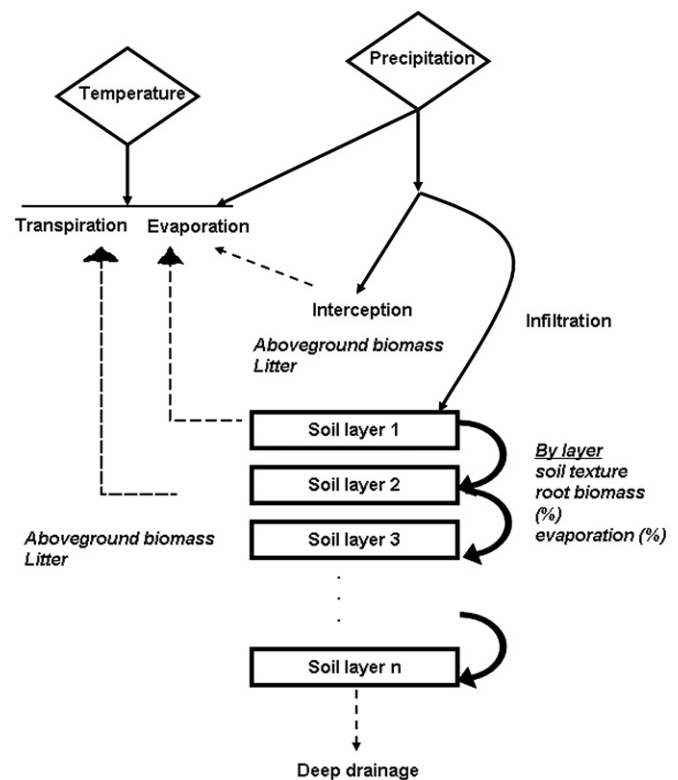 Precipitation
Temperature
Transpiration
Evaporation
Interception
Infiltration
Aboveground biomass
Litter
Soil layer 1
Soil layer 2
Soil layer 3
By layer
soil texture
root biomass
(%)
evaporation (%)
Aboveground biomass
Litter
Soil layer n
Deep drainage